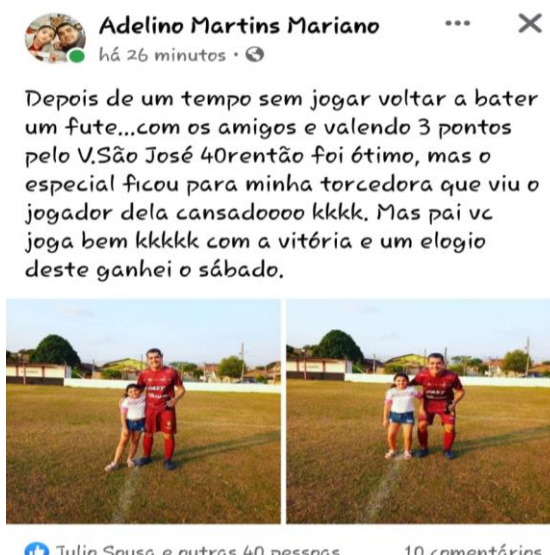 Adelino Martins Mariano
há 26 minutos
Depois de um tempo sem jogar voltar a bater
um fute...com os amigos e valendo 3 pontos
pelo V.São José 40rentão foi ótimo, mas o
especial ficou para minha torcedora que viu o
jogador dela cansadoooo kkkk. Mas pai vc
joga bem kkkkk com a vitória e um elogio
deste ganhei o sábado.
Julio Sousa e outras 40 pessoas
10 comentários